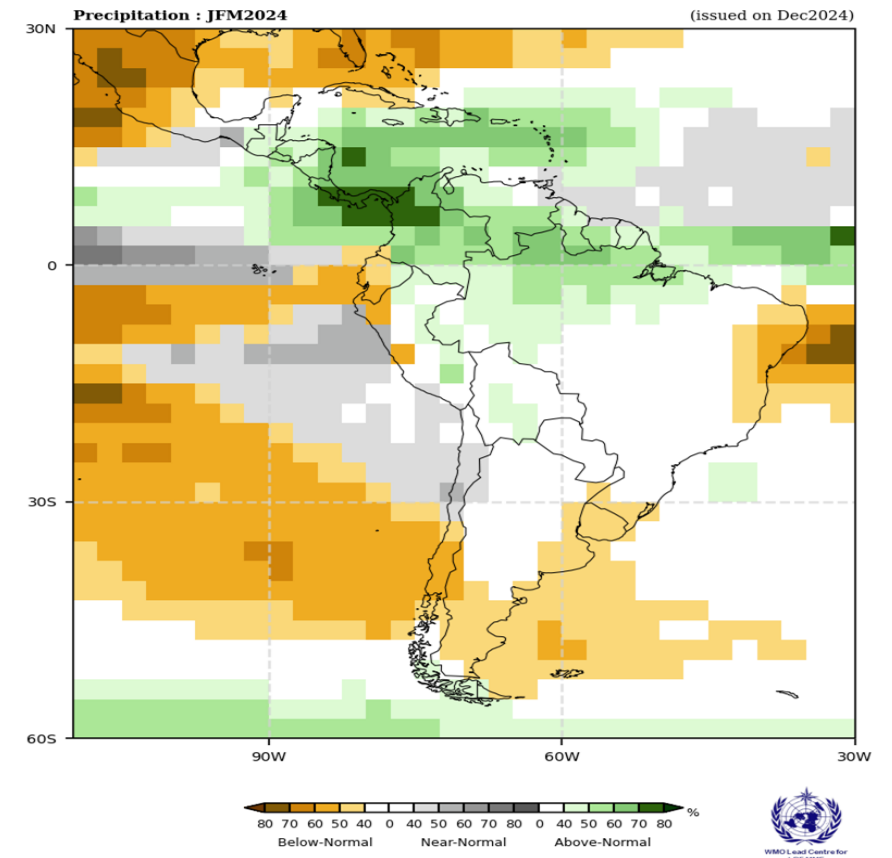 Precipitation : JFM2024 (issued on Dec2024)
30N
0
30S
60S
90W 60W 30W
80 70 60 50 40 0 40 50 60 70 80 0 40 50 60 70 80 %
Below-Normal Near-Normal Above-Normal
WMO Lead Centre for